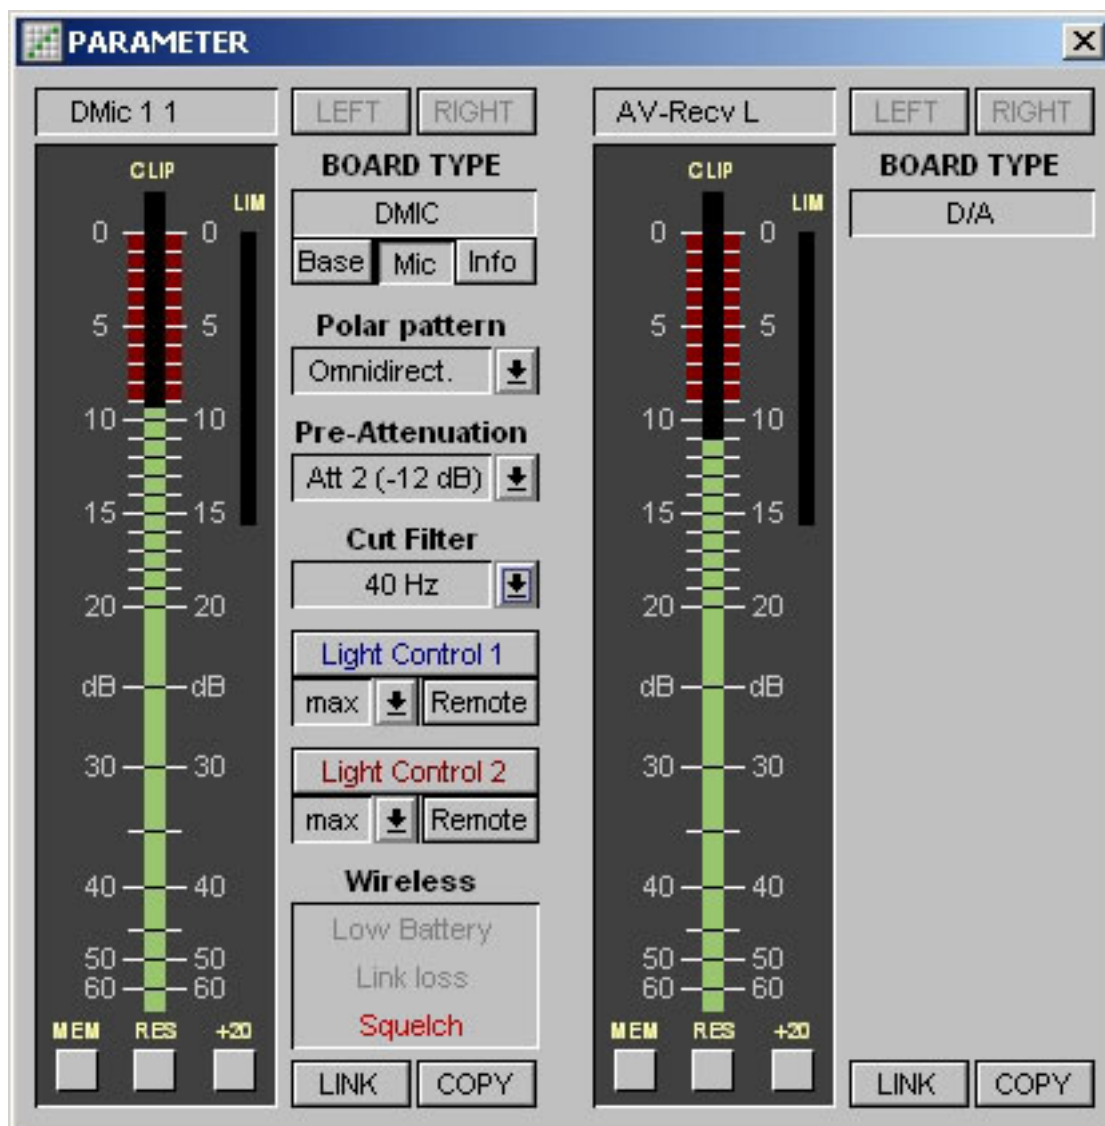 PARAMETER
DMic 1 1
LEFT RIGHT
BOARD TYPE
DMIC
Base Mic Info
Polar pattern
Omnidirect.
Pre-Attenuation
Att 2 (-12 dB)
Cut Filter
40 Hz
Light Control 1
max Remote
Light Control 2
max Remote
Wireless
Low Battery
Link loss
Squelch
LINK COPY
CLIP
LIM
0 0
5 5
10 10
15 15
20 20
dB dB
30 30
40 40
50 50
60 60
MEM RES +20
AV-Recv L
LEFT RIGHT
BOARD TYPE
D/A
CLIP
LIM
0 0
5 5
10 10
15 15
20 20
dB dB
30 30
40 40
50 50
60 60
MEM RES +20
LINK COPY